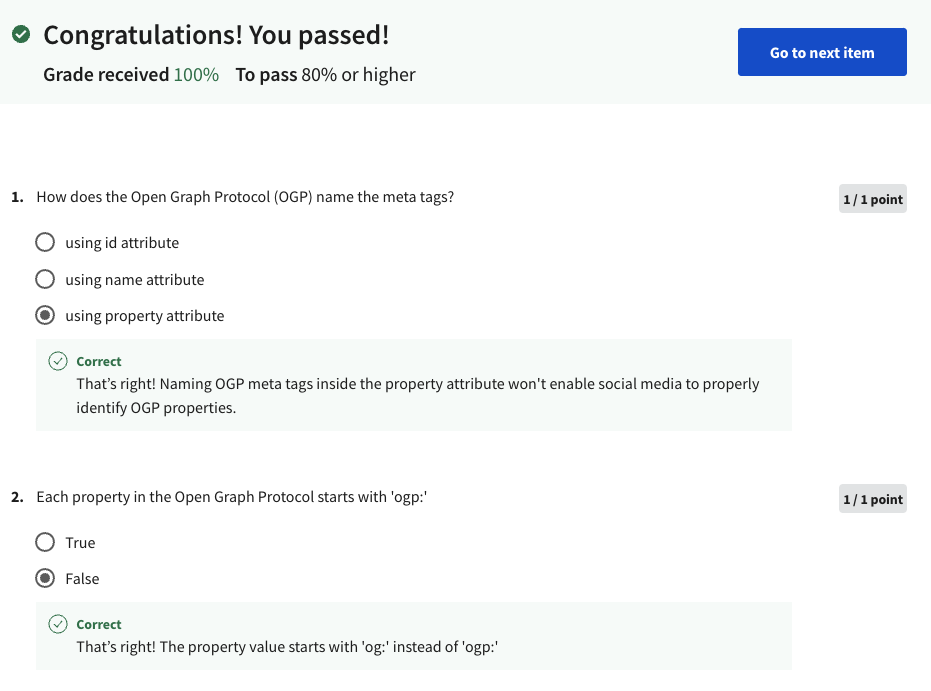 Congratulations! You passed!
Grade received 100% To pass 80% or higher
Go to next item
1. How does the Open Graph Protocol (OGP) name the meta tags?
1 / 1 point
using id attribute
using name attribute
using property attribute
Correct
That’s right! Naming OGP meta tags inside the property attribute won't enable social media to properly
identify OGP properties.
2. Each property in the Open Graph Protocol starts with 'ogp:'
1 / 1 point
True
False
Correct
That’s right! The property value starts with 'og:' instead of 'ogp:'